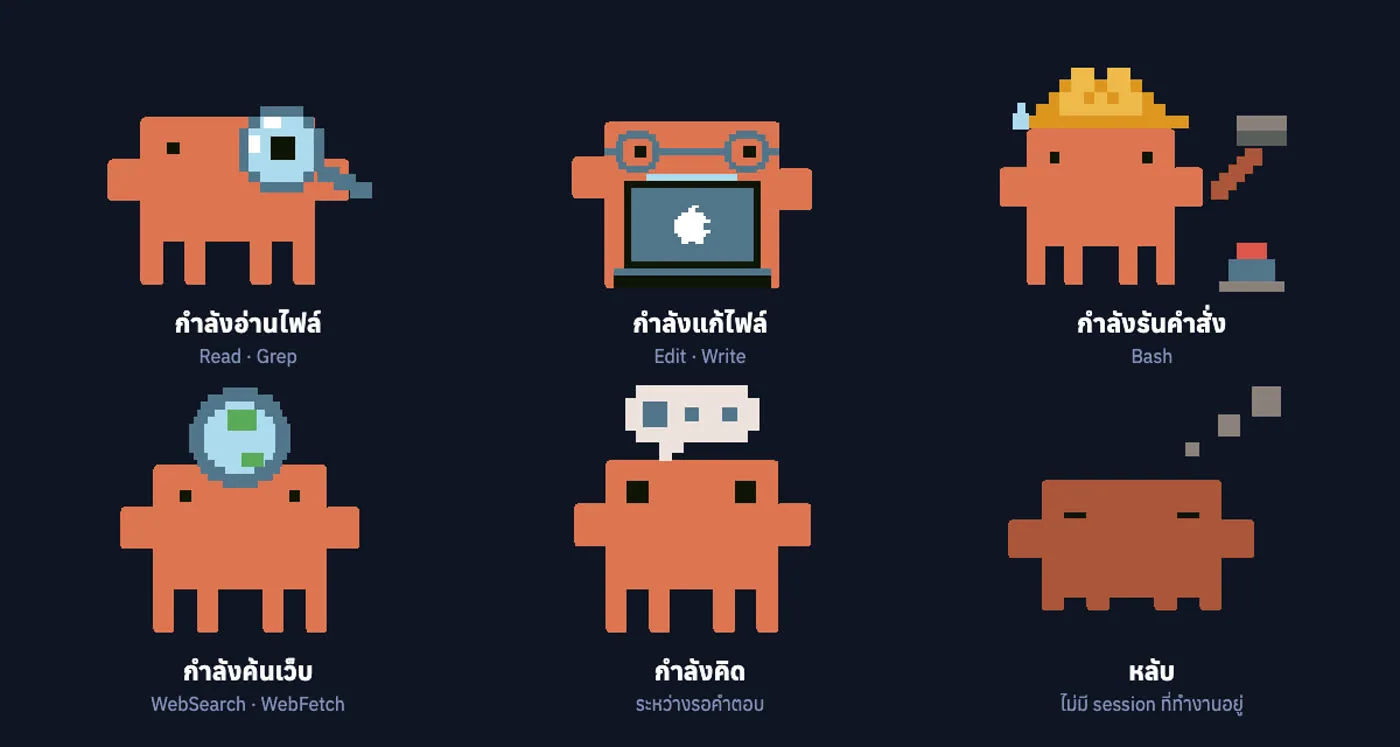 กำลังอ่านไฟล์
Read · Grep
กำลังแก้ไฟล์
Edit · Write
กำลังรันคำสั่ง
Bash
กำลังค้นเว็บ
WebSearch · WebFetch
กำลังคิด
ระหว่างรอคำตอบ
หลับ
ไม่มี session ที่ทำงานอยู่